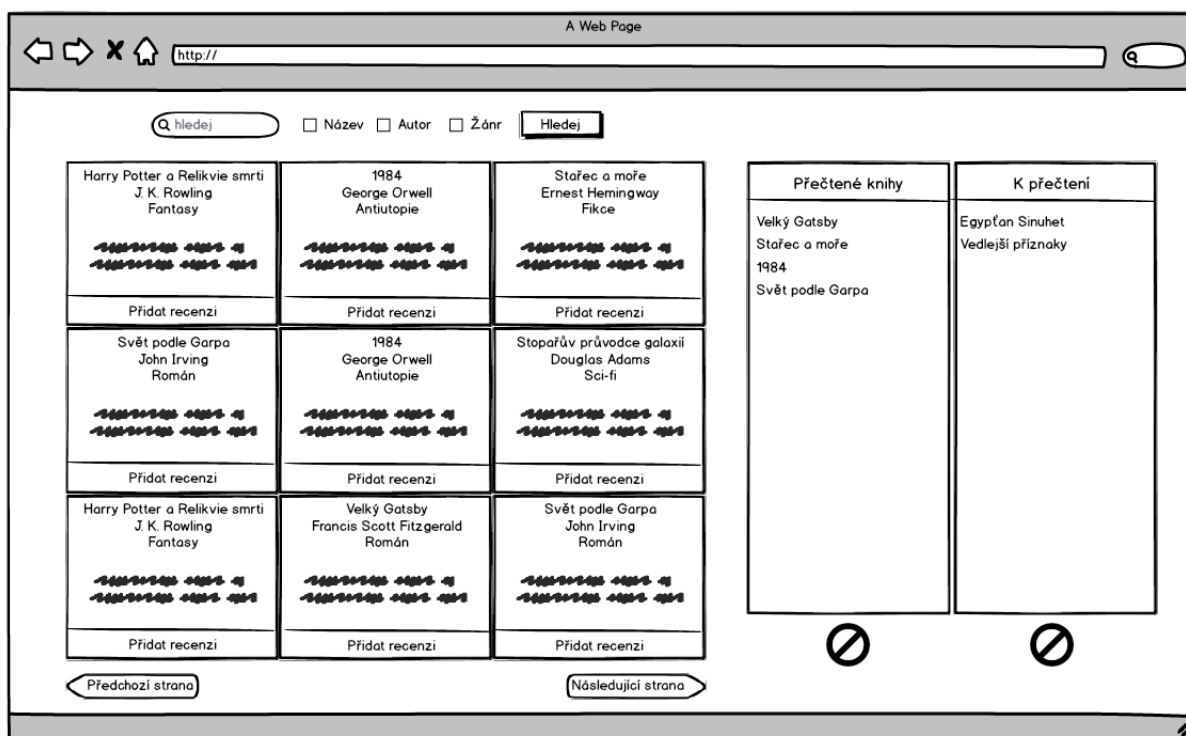 A Web Page
http://
hledej
Název Autor Žánr Hledej
Harry Potter a Relikvie smrti
J. K. Rowling
Fantasy
Přidat recenzi
1984
George Orwell
Antiutopie
Přidat recenzi
Stařec a moře
Ernest Hemingway
Fikce
Přidat recenzi
Svět podle Garpa
John Irving
Román
Přidat recenzi
1984
George Orwell
Antiutopie
Přidat recenzi
Stopařův průvodce galaxií
Douglas Adams
Sci-fi
Přidat recenzi
Harry Potter a Relikvie smrti
J. K. Rowling
Fantasy
Přidat recenzi
Velký Gatsby
Francis Scott Fitzgerald
Román
Přidat recenzi
Svět podle Garpa
John Irving
Román
Přidat recenzi
Předchozí strana
Následující strana
Přečtené knihy
Velký Gatsby
Stařec a moře
1984
Svět podle Garpa
K přečtení
Egypťan Sinuhet
Vedlejší příznaky